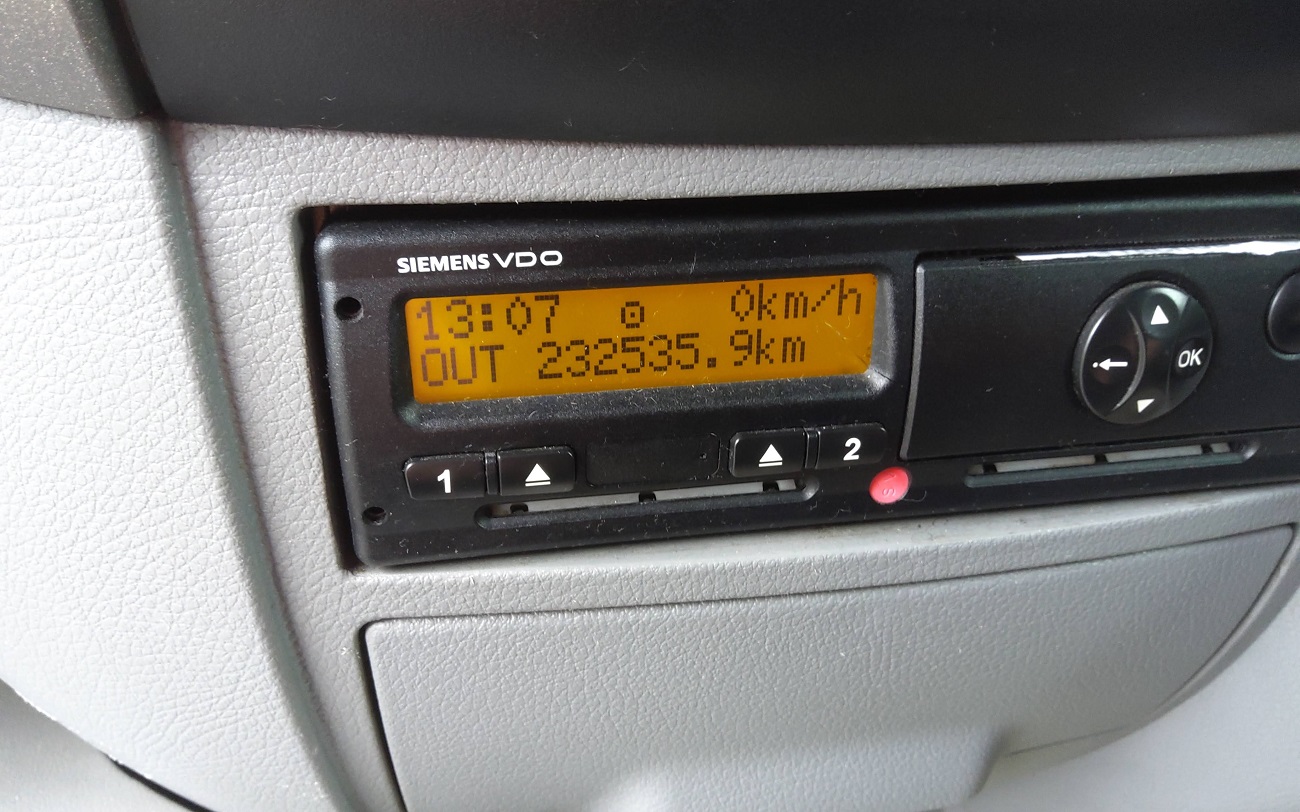 SIEMENS VDO
13:07 0km/h
OUT 232535.9km
1 2
OK